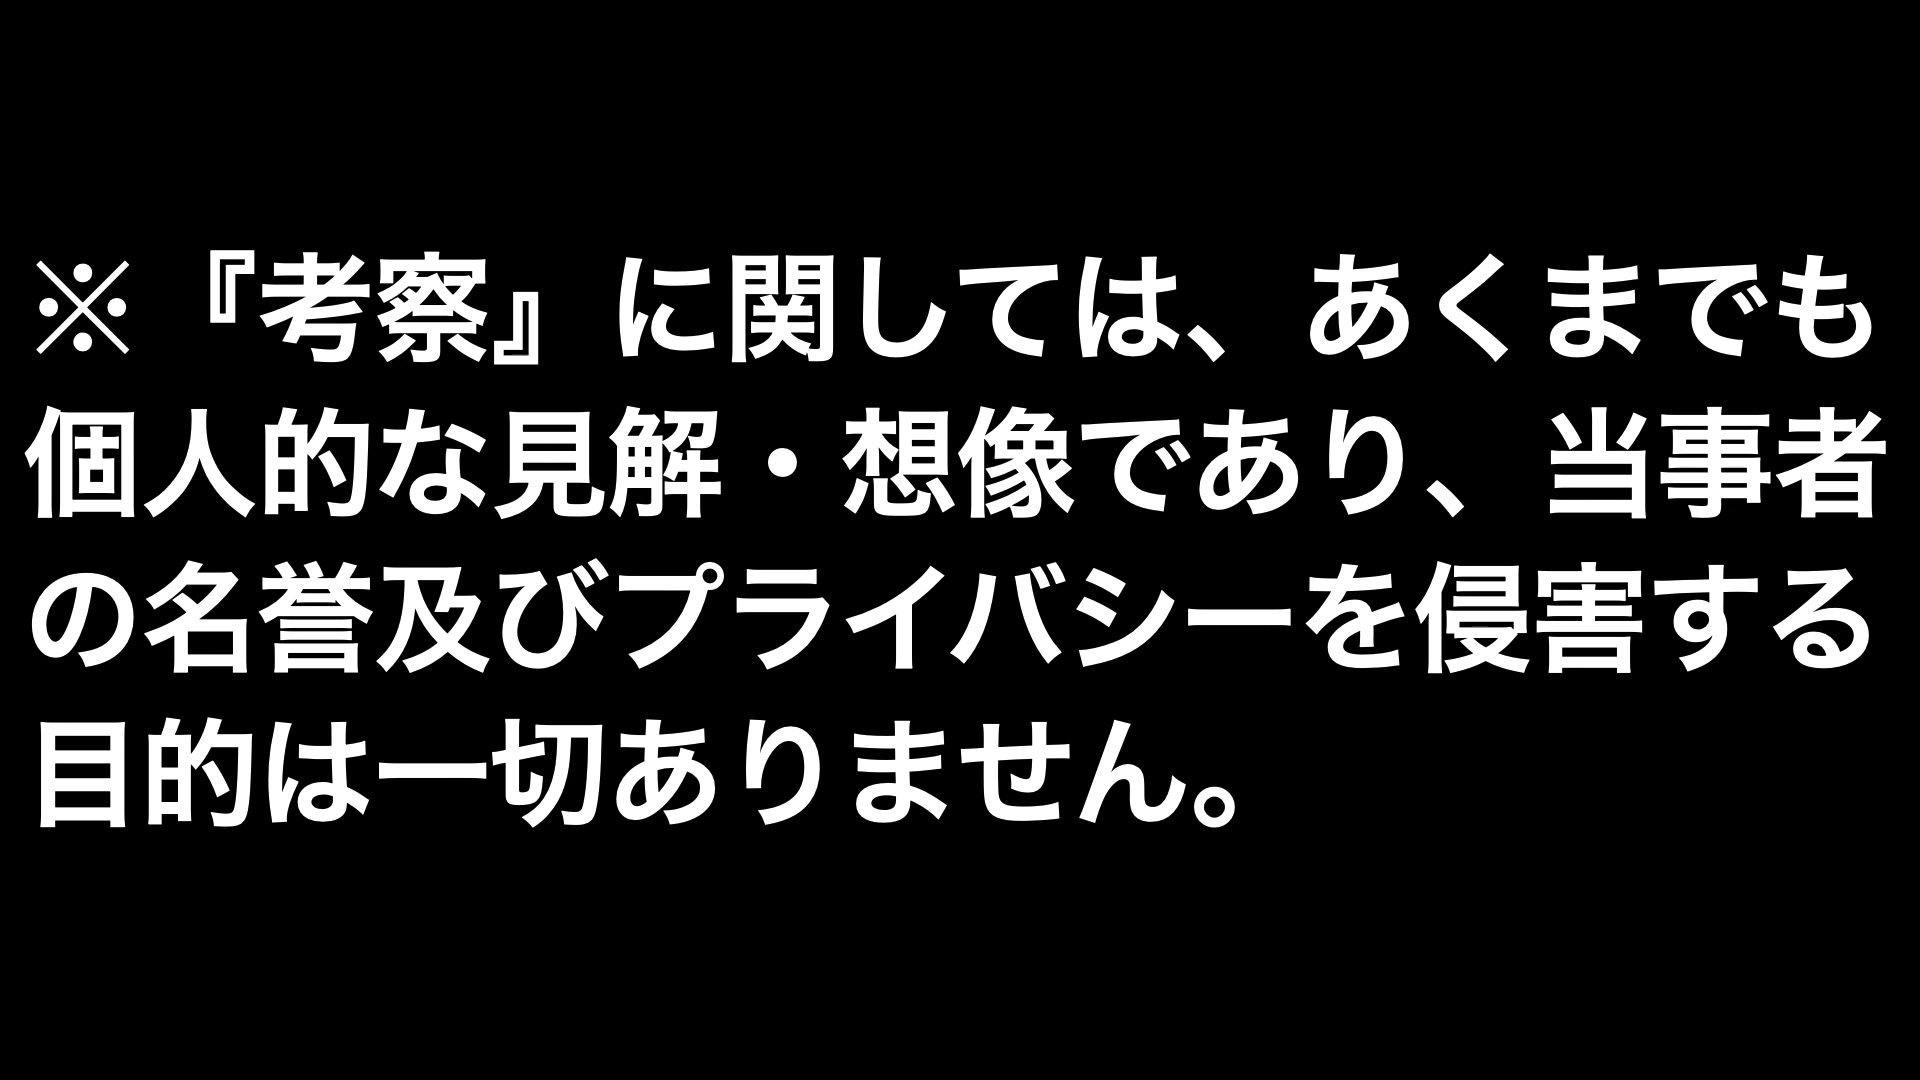 ※『考察』に関しては、あくまでも
個人的な見解・想像であり、当事者
の名誉及びプライバシーを侵害する
目的は一切ありません。